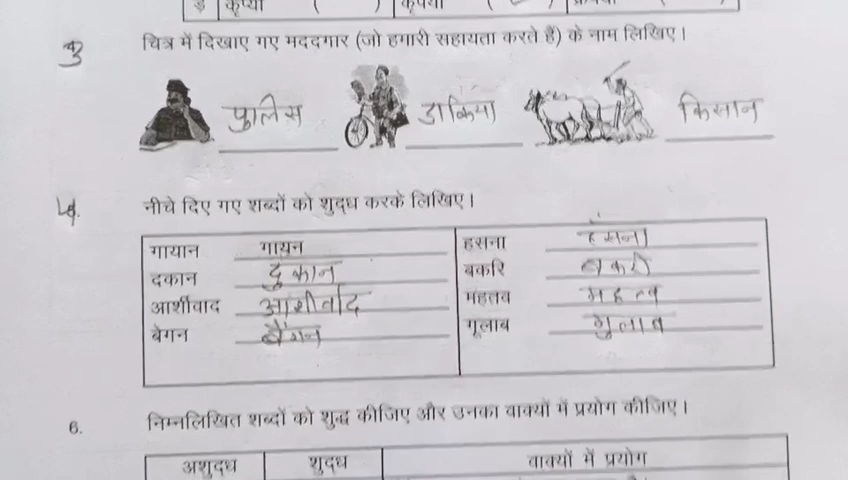 ड़ कृप्या ( ) कृपया ( )
3 चित्र में दिखाए गए मददगार (जो हमारी सहायता करते हैं) के नाम लिखिए।
पुलिस डाकिया किसान
नीचे दिए गए शब्दों को शुद्ध करके लिखिए।
गायान गायन हसना हँसना
दकान दुकान बकरि बकरी
आर्शीवाद आशीर्वाद महतव महत्व
बेगन बैंगन गूलाब गुलाब
6. निम्नलिखित शब्दों को शुद्ध कीजिए और उनका वाक्यों में प्रयोग कीजिए।
अशुद्ध शुद्ध वाक्यों में प्रयोग